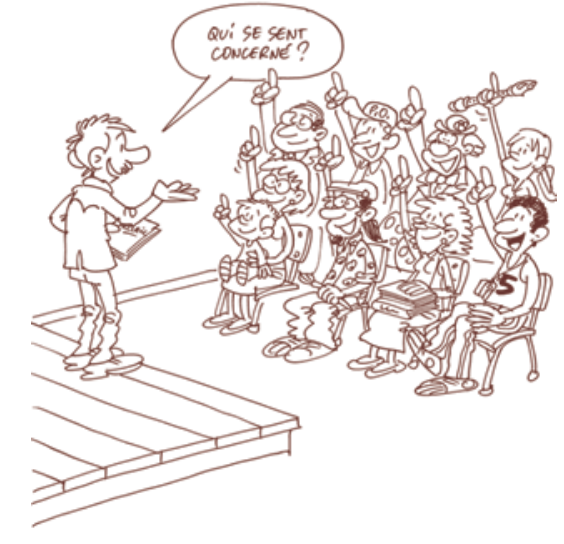 QUI SE SENT
CONCERNÉ ?
S